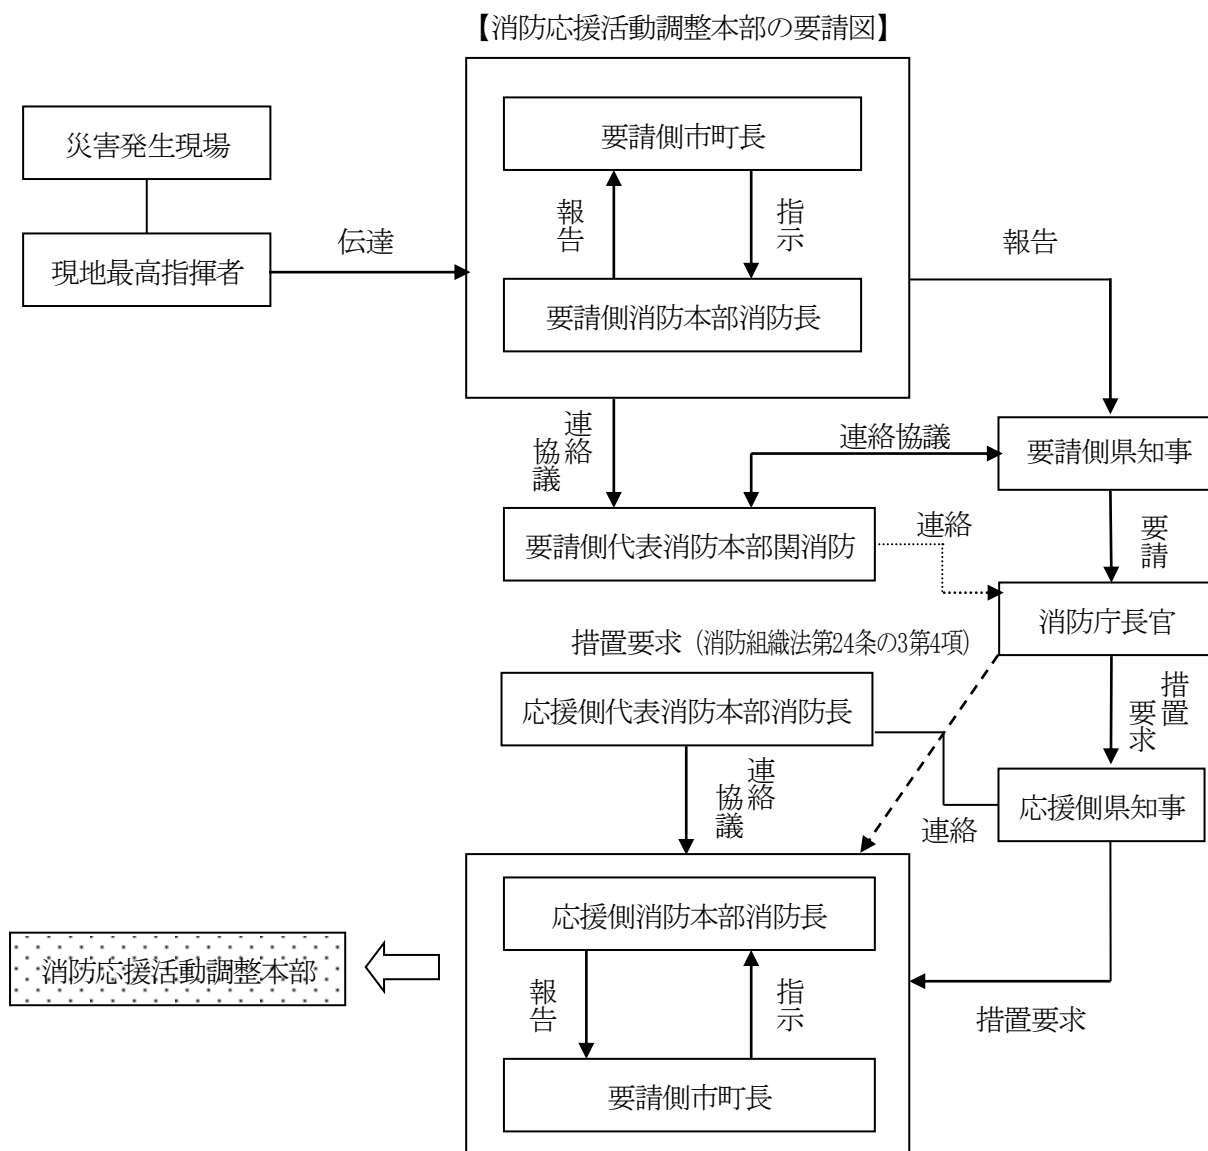 【消防応援活動調整本部の要請図】
災害発生現場
要請側市町長
報告
指示
現地最高指揮者
伝達
要請側消防本部消防長
報告
連絡
協議
連絡協議
要請側県知事
要請側代表消防本部関消防
連絡
要請
消防庁長官
措置要求（消防組織法第24条の3第4項）
応援側代表消防本部消防長
措置
要求
連絡
協議
応援側県知事
連絡
応援側消防本部消防長
消防応援活動調整本部
報告
指示
措置要求
要請側市町長